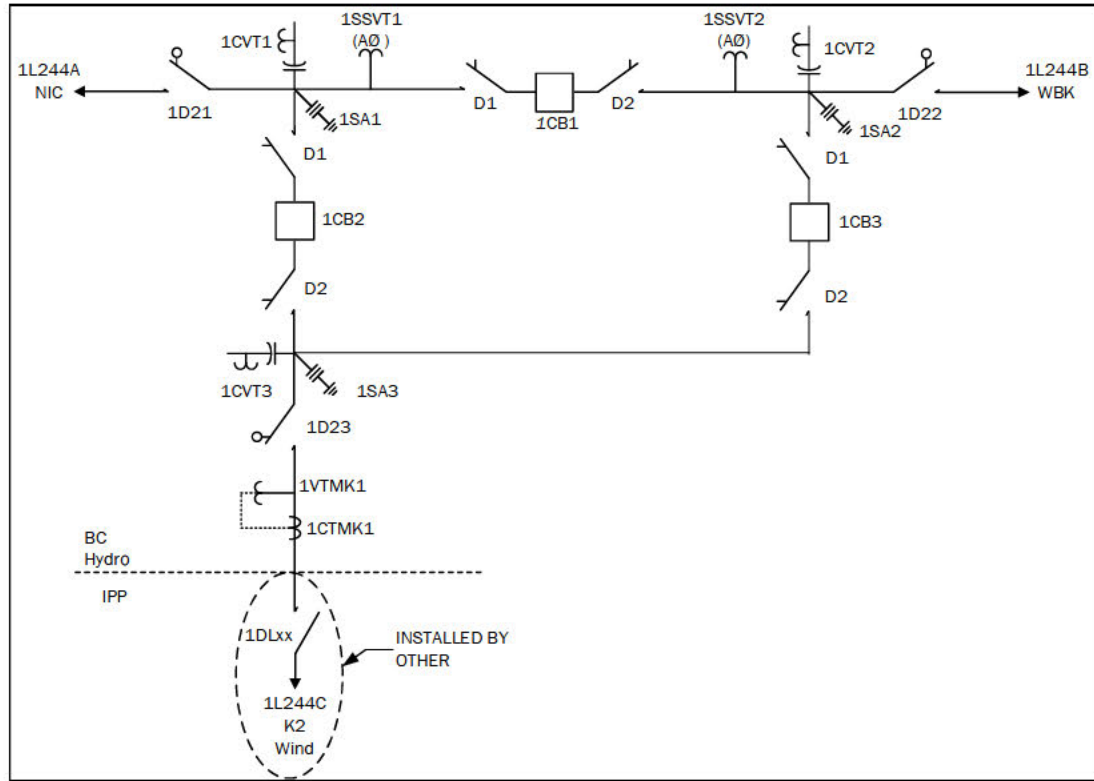 1SSVT1
(AØ)
1SSVT2
(AØ)
1CVT1
1CVT2
1L244A
NIC
1L244B
WBK
1D21
D1
D2
1CB1
1SA1
1SA2
1D22
D1
D1
1CB2
1CB3
D2
D2
1CVT3
1SA3
1D23
1VTMK1
1CTMK1
BC
Hydro
IPP
1DLxx
INSTALLED BY
OTHER
1L244C
K2
Wind